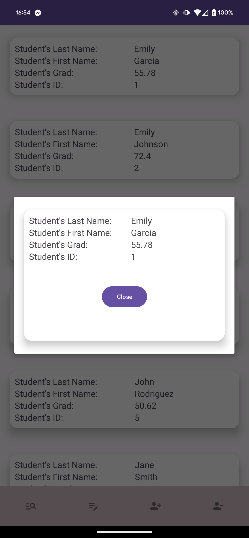 16:54 100%
Student's Last Name: Emily
Student's First Name: Garcia
Student's Grad: 55.78
Student's ID: 1
Student's Last Name: Emily
Student's First Name: Johnson
Student's Grad: 72.4
Student's ID: 2
Student's Last Name: Emily
Student's First Name: Garcia
Student's Grad: 55.78
Student's ID: 1
Close
Student's Last Name: John
Student's First Name: Rodriguez
Student's Grad: 50.62
Student's ID: 5
Student's Last Name: Jane
Student's First Name: Smith